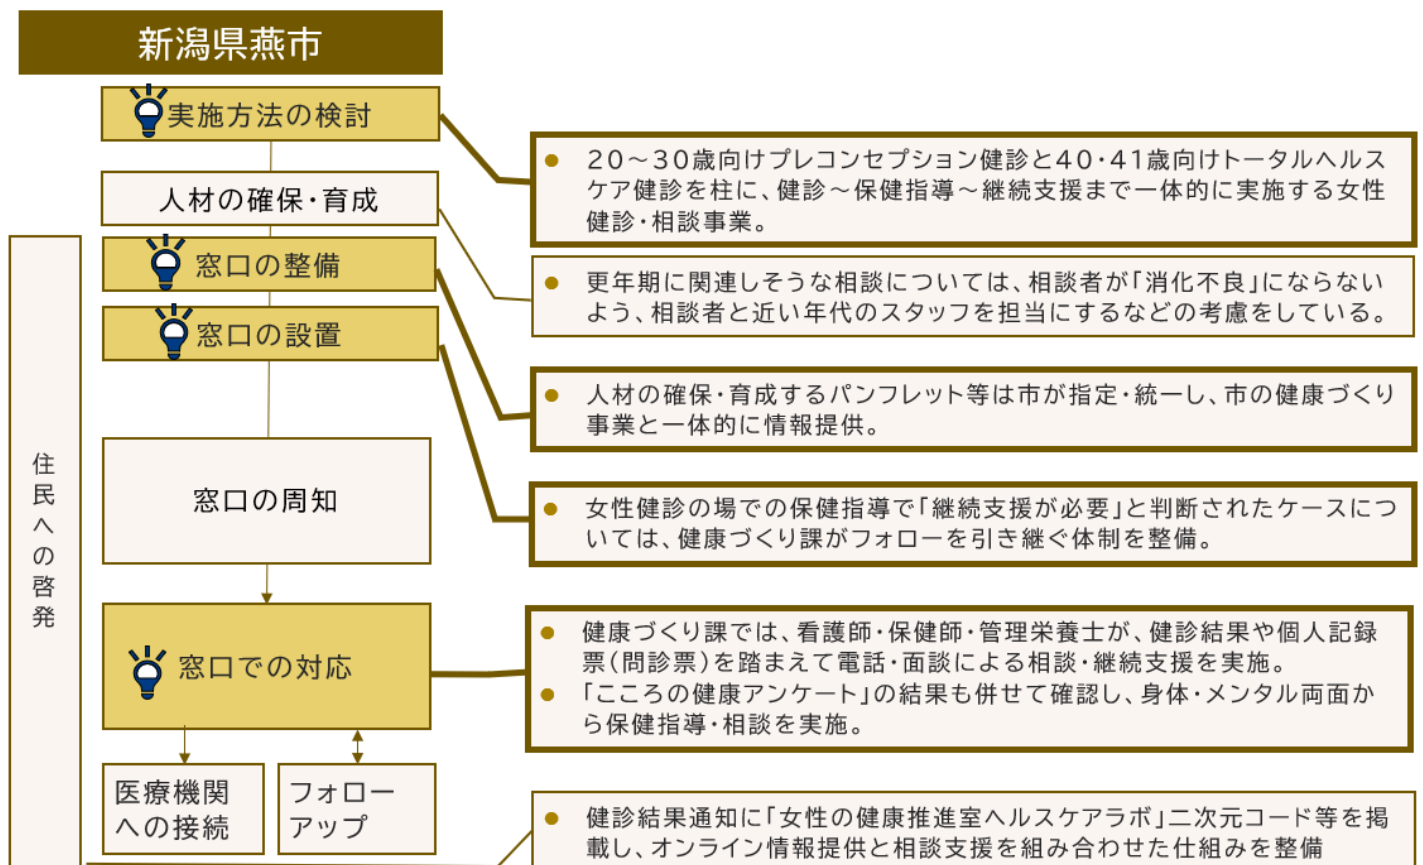 新潟県燕市
実施方法の検討
人材の確保・育成
窓口の整備
窓口の設置
窓口の周知
窓口での対応
医療機関
への接続
フォロー
アップ
住民への啓発
● 20～30歳向けプレコンセプション健診と40・41歳向けトータルヘルス
ケア健診を柱に、健診～保健指導～継続支援まで一体的に実施する女性
健診・相談事業。
● 更年期に関連しそうな相談については、相談者が「消化不良」にならない
よう、相談者と近い年代のスタッフを担当にするなどの考慮をしている。
● 人材の確保・育成するパンフレット等は市が指定・統一し、市の健康づくり
事業と一体的に情報提供。
● 女性健診の場での保健指導で「継続支援が必要」と判断されたケースにつ
いては、健康づくり課がフォローを引き継ぐ体制を整備。
● 健康づくり課では、看護師・保健師・管理栄養士が、健診結果や個人記録
票（問診票）を踏まえて電話・面談による相談・継続支援を実施。
● 「こころの健康アンケート」の結果も併せて確認し、身体・メンタル両面か
ら保健指導・相談を実施。
● 健診結果通知に「女性の健康推進室ヘルスケアラボ」二次元コード等を掲
載し、オンライン情報提供と相談支援を組み合わせた仕組みを整備